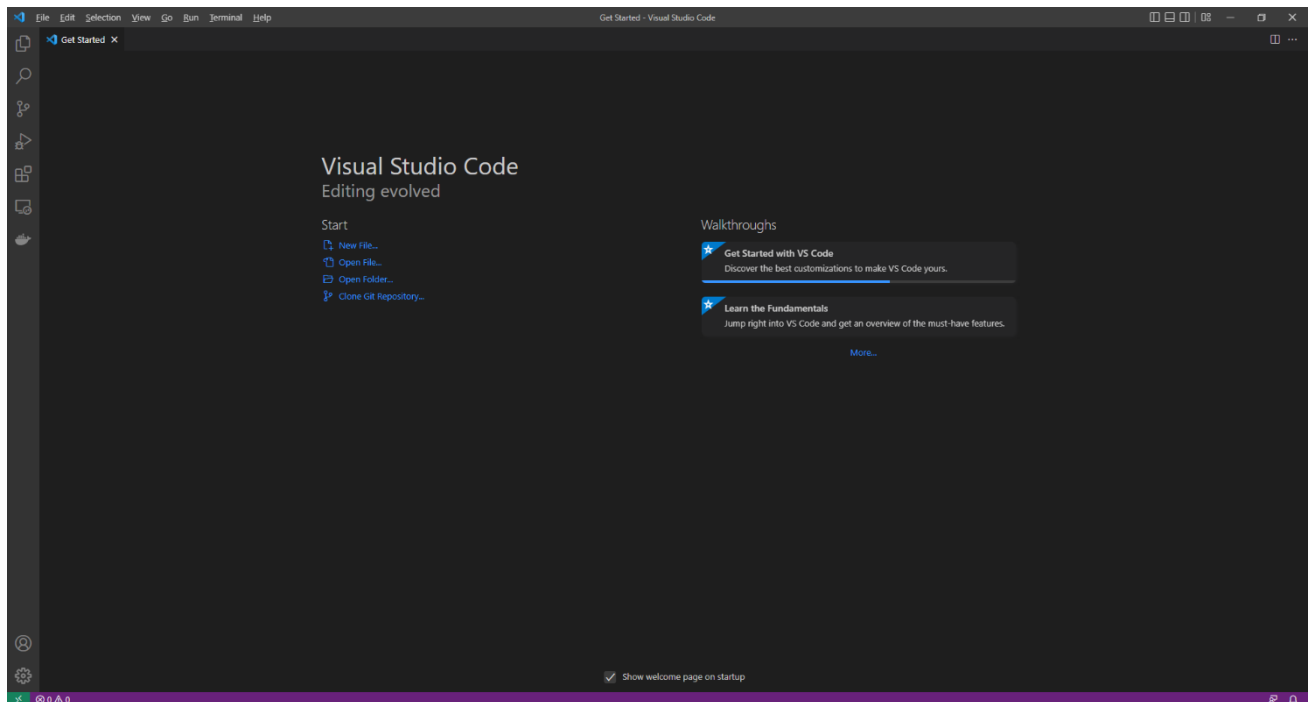 File Edit Selection View Go Run Terminal Help
Get Started - Visual Studio Code
Get Started
Visual Studio Code
Editing evolved
Start
New File...
Open File...
Open Folder...
Clone Git Repository...
Walkthroughs
Get Started with VS Code
Discover the best customizations to make VS Code yours.
Learn the Fundamentals
Jump right into VS Code and get an overview of the must-have features.
More...
Show welcome page on startup
0 0